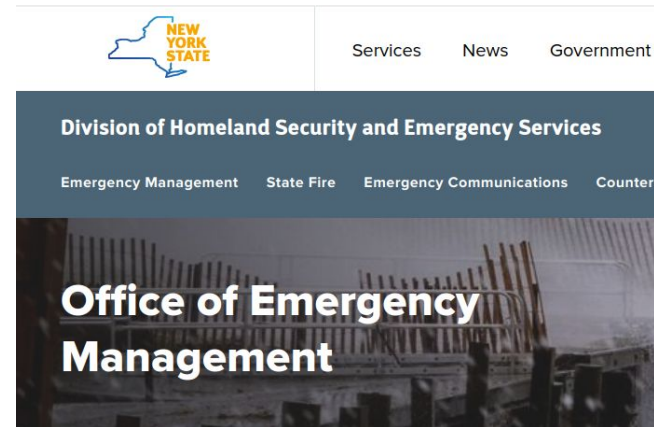 NEW
YORK
STATE
Services News Government
Division of Homeland Security and Emergency Services
Emergency Management State Fire Emergency Communications Counter
Office of Emergency
Management